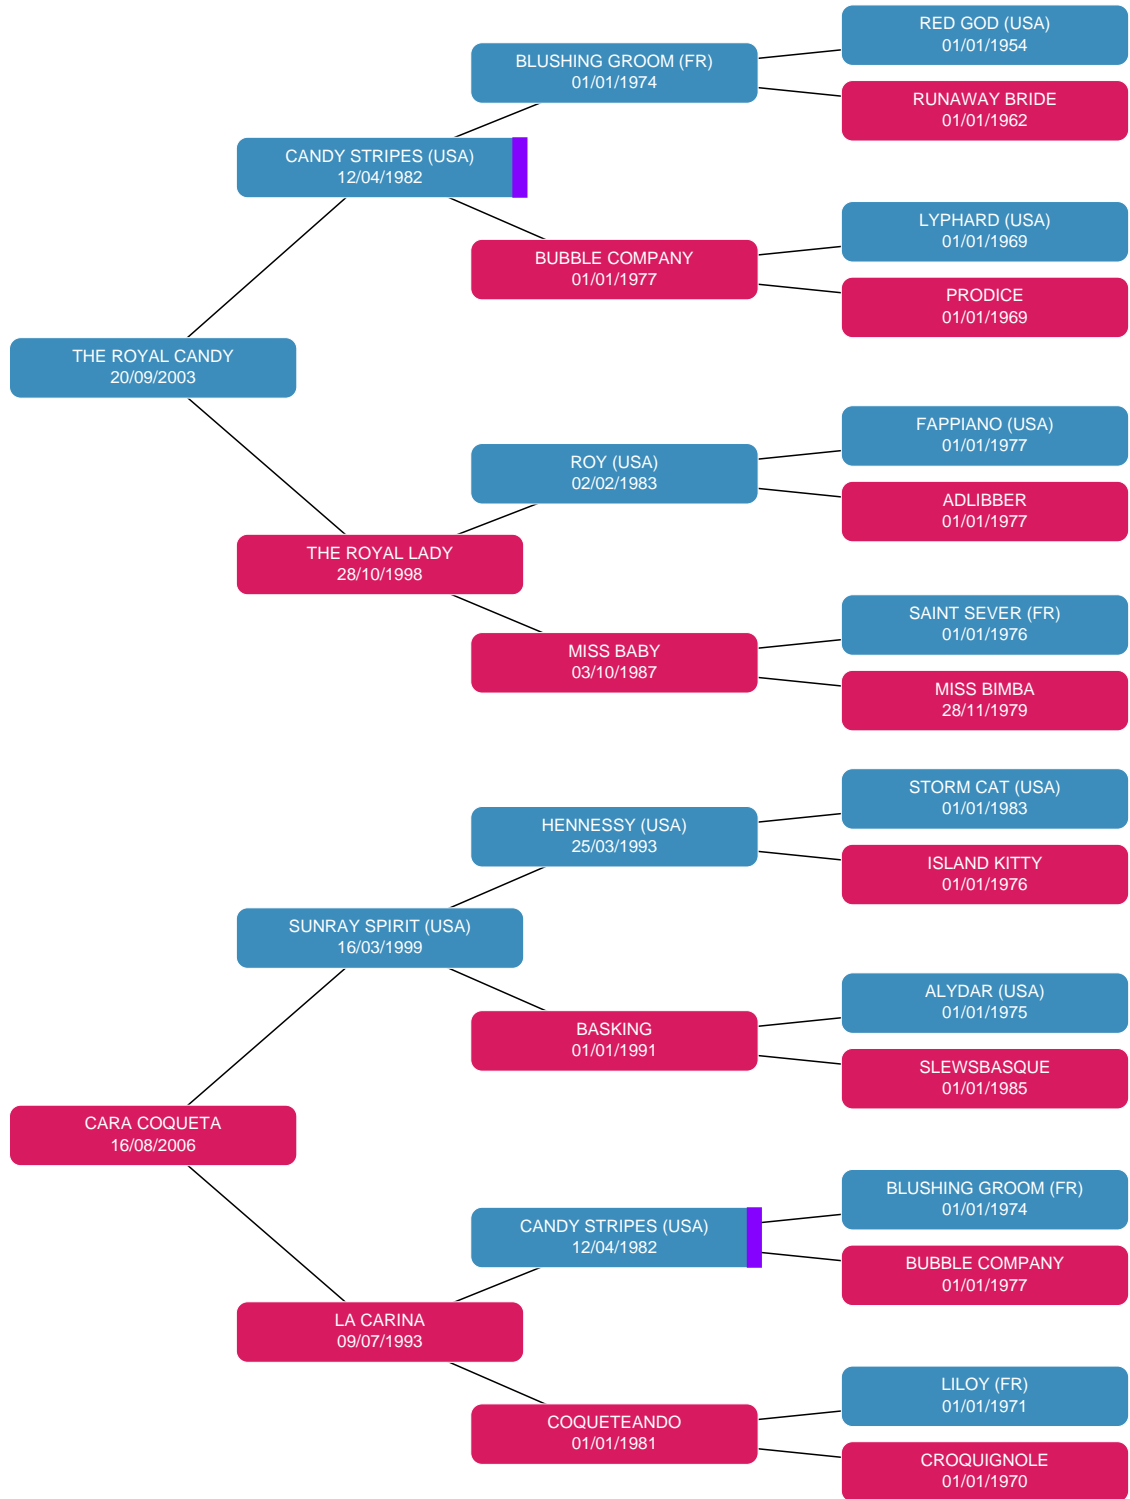 RED GOD (USA)
01/01/1954
BLUSHING GROOM (FR)
01/01/1974
RUNAWAY BRIDE
01/01/1962
CANDY STRIPES (USA)
12/04/1982
LYPHARD (USA)
01/01/1969
BUBBLE COMPANY
01/01/1977
PRODICE
01/01/1969
THE ROYAL CANDY
20/09/2003
FAPPIANO (USA)
01/01/1977
ROY (USA)
02/02/1983
ADLIBBER
01/01/1977
THE ROYAL LADY
28/10/1998
SAINT SEVER (FR)
01/01/1976
MISS BABY
03/10/1987
MISS BIMBA
28/11/1979
STORM CAT (USA)
01/01/1983
HENNESSY (USA)
25/03/1993
ISLAND KITTY
01/01/1976
SUNRAY SPIRIT (USA)
16/03/1999
ALYDAR (USA)
01/01/1975
BASKING
01/01/1991
SLEWSBASQUE
01/01/1985
CARA COQUETA
16/08/2006
BLUSHING GROOM (FR)
01/01/1974
CANDY STRIPES (USA)
12/04/1982
BUBBLE COMPANY
01/01/1977
LA CARINA
09/07/1993
LILOY (FR)
01/01/1971
COQUETEANDO
01/01/1981
CROQUIGNOLE
01/01/1970